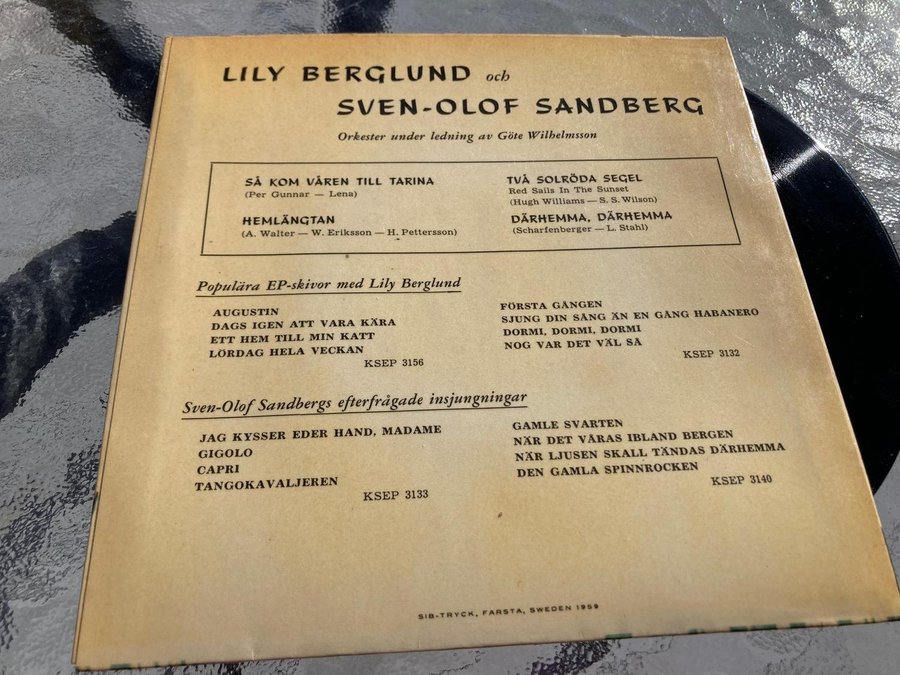 LILY BERGLUND och
SVEN-OLOF SANDBERG
Orkester under ledning av Göte Wilhelmsson
SÅ KOM VÅREN TILL TARINA
(Per Gunnar — Lena)
HEMLÄNGTAN
(A. Walter — W. Eriksson — H. Pettersson)
TVÅ SOLRÖDA SEGEL
Red Sails In The Sunset
(Hugh Williams — S. S. Wilson)
DÄRHEMMA, DÄRHEMMA
(Scharfenberger — L. Stahl)
Populära EP-skivor med Lily Berglund
AUGUSTIN
DAGS IGEN ATT VARA KÄRA
ETT HEM TILL MIN KATT
LÖRDAG HELA VECKAN
KSEP 3156
FÖRSTA GÅNGEN
SJUNG DIN SÅNG ÄN EN GÅNG HABANERO
DORMI, DORMI, DORMI
NOG VAR DET VÄL SÅ
KSEP 3132
Sven-Olof Sandbergs efterfrågade insjungningar
JAG KYSSER EDER HAND, MADAME
GIGOLO
CAPRI
TANGOKAVALJEREN
KSEP 3133
GAMLE SVARTEN
NÄR DET VÅRAS IBLAND BERGEN
NÄR LJUSEN SKALL TÄNDAS DÄRHEMMA
DEN GAMLA SPINNROCKEN
KSEP 3140
SIB-TRYCK, FARSTA, SWEDEN 1959